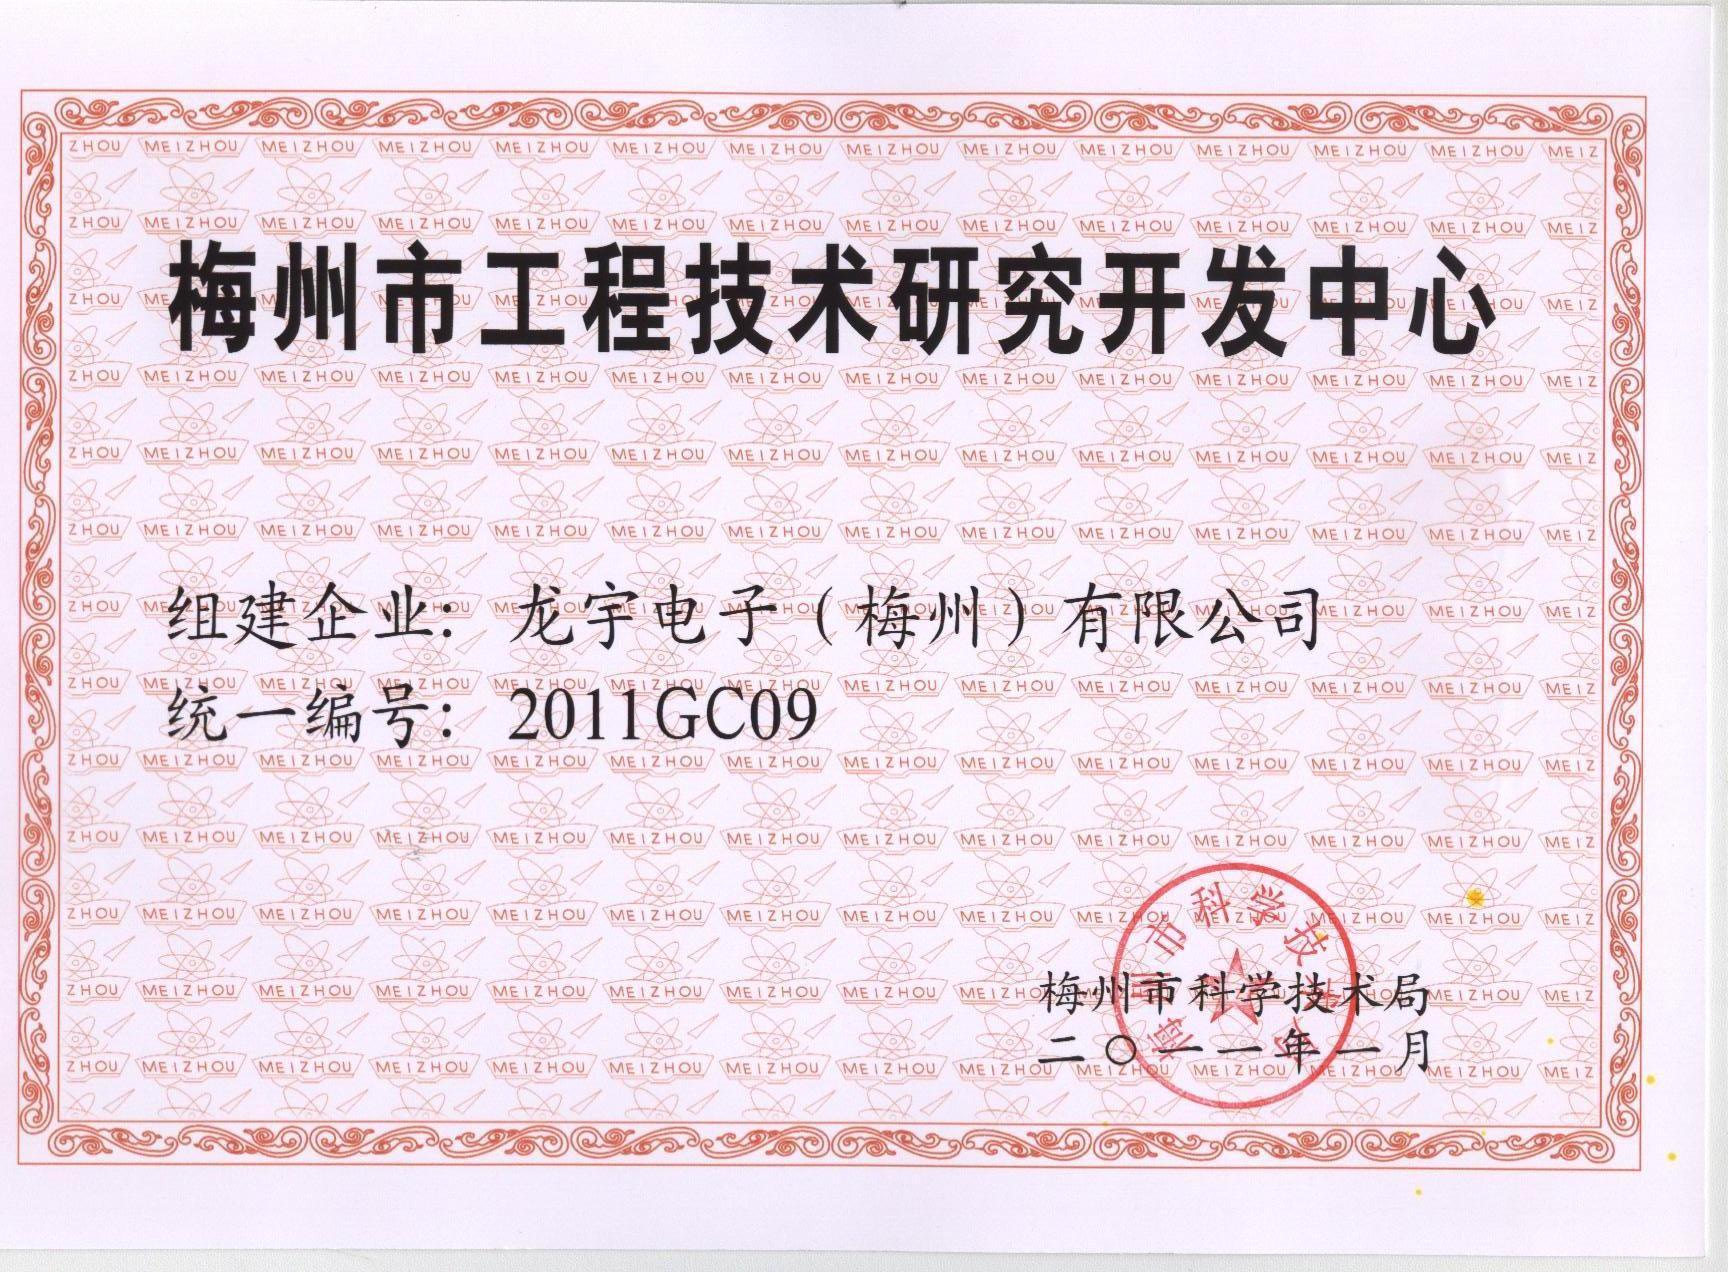 梅州市工程技术研究开发中心
组建企业： 龙宇电子（梅州）有限公司
统一编号： 2011GC09
梅州市科学技术局
二〇一一年一月
MEIZHOU